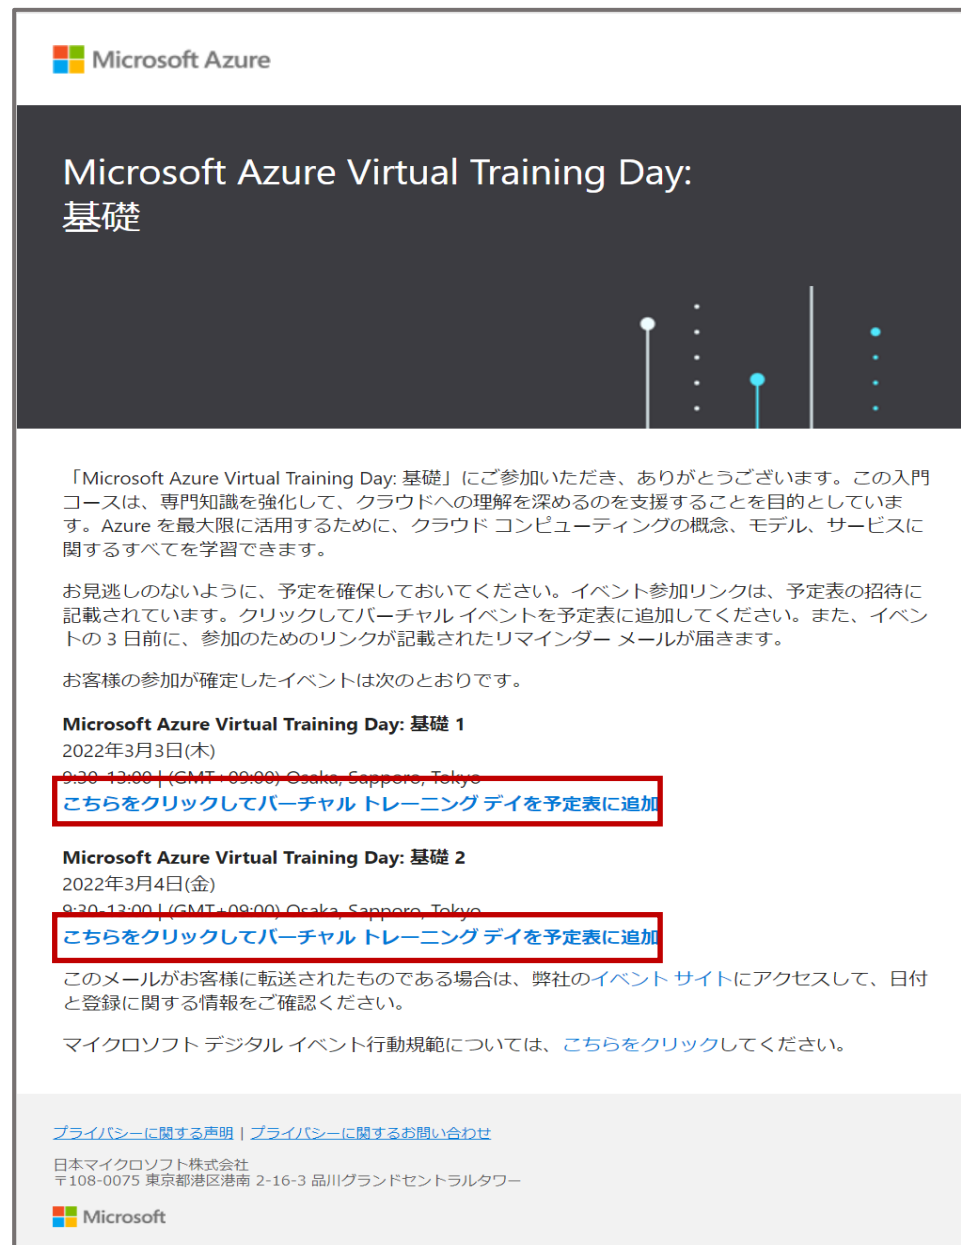 Microsoft Azure
Microsoft Azure Virtual Training Day:
基礎
「Microsoft Azure Virtual Training Day: 基礎」にご参加いただき、ありがとうございます。この入門
コースは、専門知識を強化して、クラウドへの理解を深めるのを支援することを目的としていま
す。Azure を最大限に活用するために、クラウド コンピューティングの概念、モデル、サービスに
関するすべてを学習できます。
お見逃しのないように、予定を確保しておいてください。イベント参加リンクは、予定表の招待に
記載されています。クリックしてバーチャル イベントを予定表に追加してください。また、イベン
トの 3 日前に、参加のためのリンクが記載されたリマインダー メールが届きます。
お客様の参加が確定したイベントは次のとおりです。
Microsoft Azure Virtual Training Day: 基礎 1
2022年3月3日(木)
9:30-13:00 | (GMT+09:00) Osaka, Sapporo, Tokyo
こちらをクリックしてバーチャル トレーニング デイを予定表に追加
Microsoft Azure Virtual Training Day: 基礎 2
2022年3月4日(金)
9:30-13:00 | (GMT+09:00) Osaka, Sapporo, Tokyo
こちらをクリックしてバーチャル トレーニング デイを予定表に追加
このメールがお客様に転送されたものである場合は、弊社のイベント サイトにアクセスして、日付
と登録に関する情報をご確認ください。
マイクロソフト デジタル イベント行動規範については、こちらをクリックしてください。
プライバシーに関する声明 | プライバシーに関するお問い合わせ
日本マイクロソフト株式会社
〒108-0075 東京都港区港南 2-16-3 品川グランドセントラルタワー
Microsoft